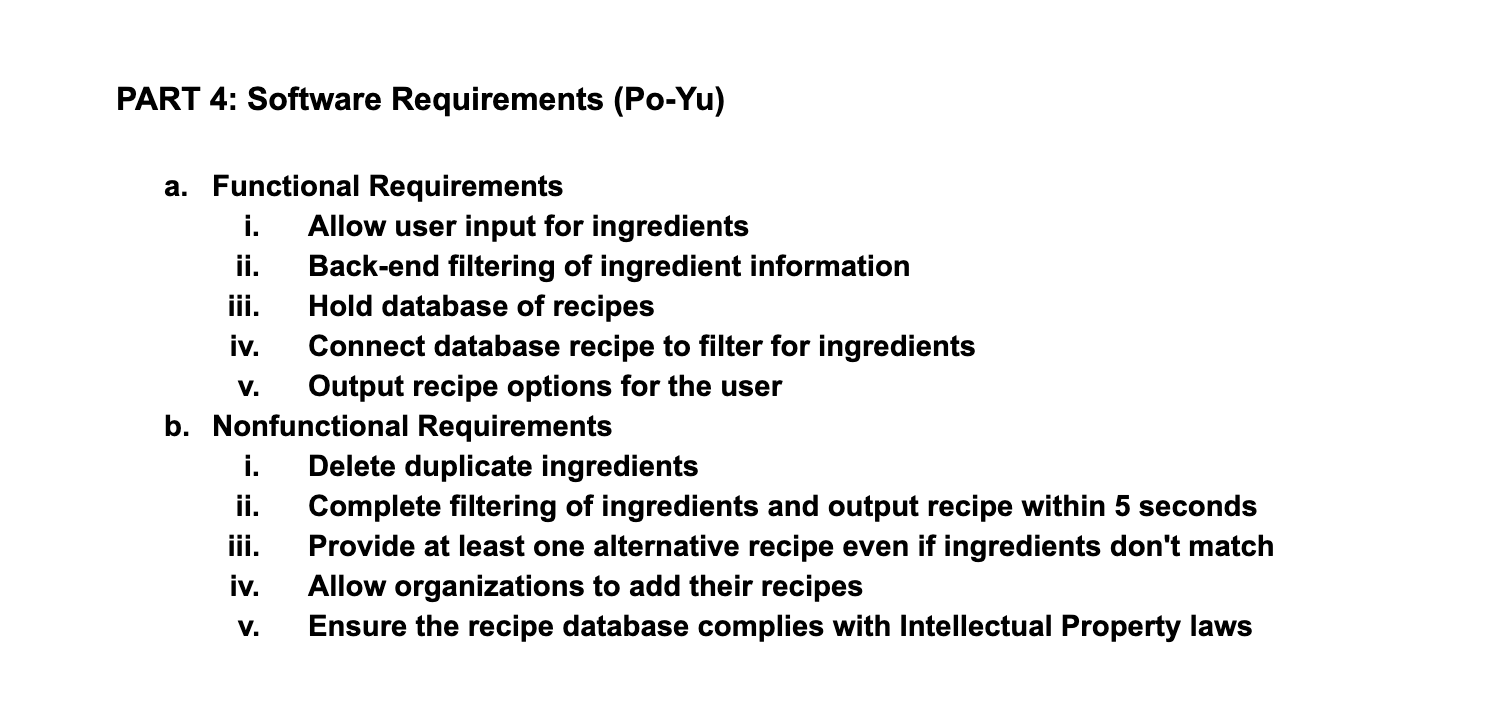 PART 4: Software Requirements (Po-Yu)
a. Functional Requirements
i. Allow user input for ingredients
ii. Back-end filtering of ingredient information
iii. Hold database of recipes
iv. Connect database recipe to filter for ingredients
v. Output recipe options for the user
b. Nonfunctional Requirements
i. Delete duplicate ingredients
ii. Complete filtering of ingredients and output recipe within 5 seconds
iii. Provide at least one alternative recipe even if ingredients don't match
iv. Allow organizations to add their recipes
v. Ensure the recipe database complies with Intellectual Property laws